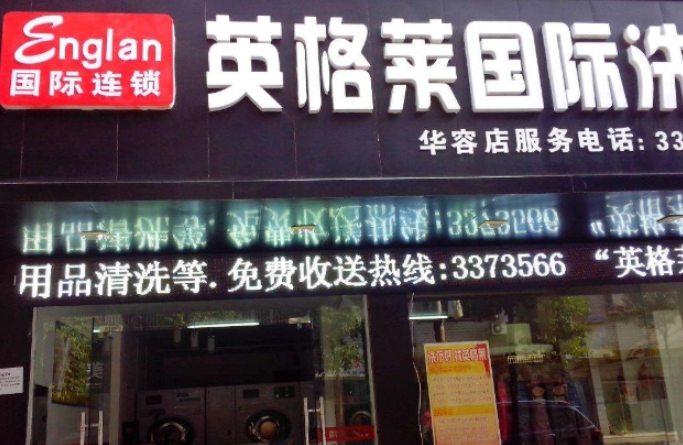 Englan
国际连锁
英格莱国际洗
华容店服务电话:33
用品清洗等.免费收送热线:3373566 “英格莱